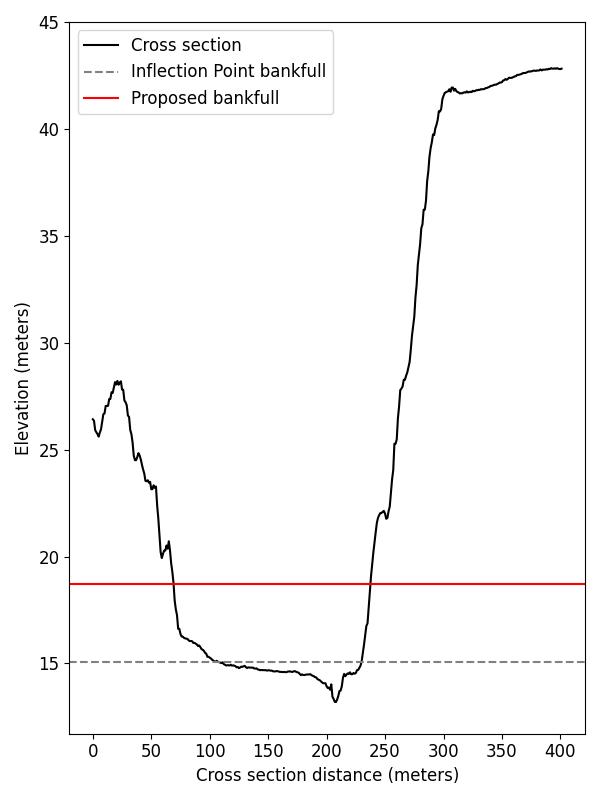 Cross section
Inflection Point bankfull
Proposed bankfull
45
40
35
30
25
20
15
Elevation (meters)
0 50 100 150 200 250 300 350 400
Cross section distance (meters)